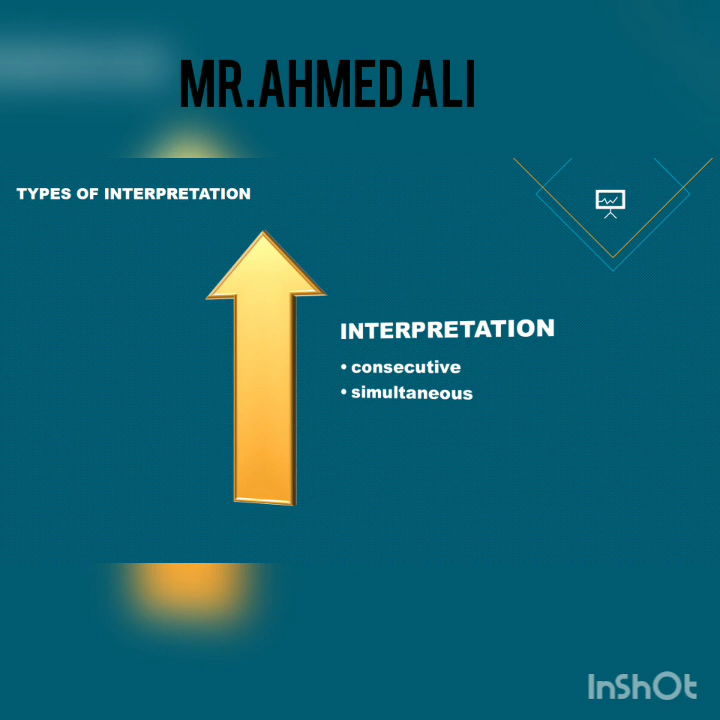 MR.AHMED ALI
TYPES OF INTERPRETATION
INTERPRETATION
• consecutive
• simultaneous
InShOt